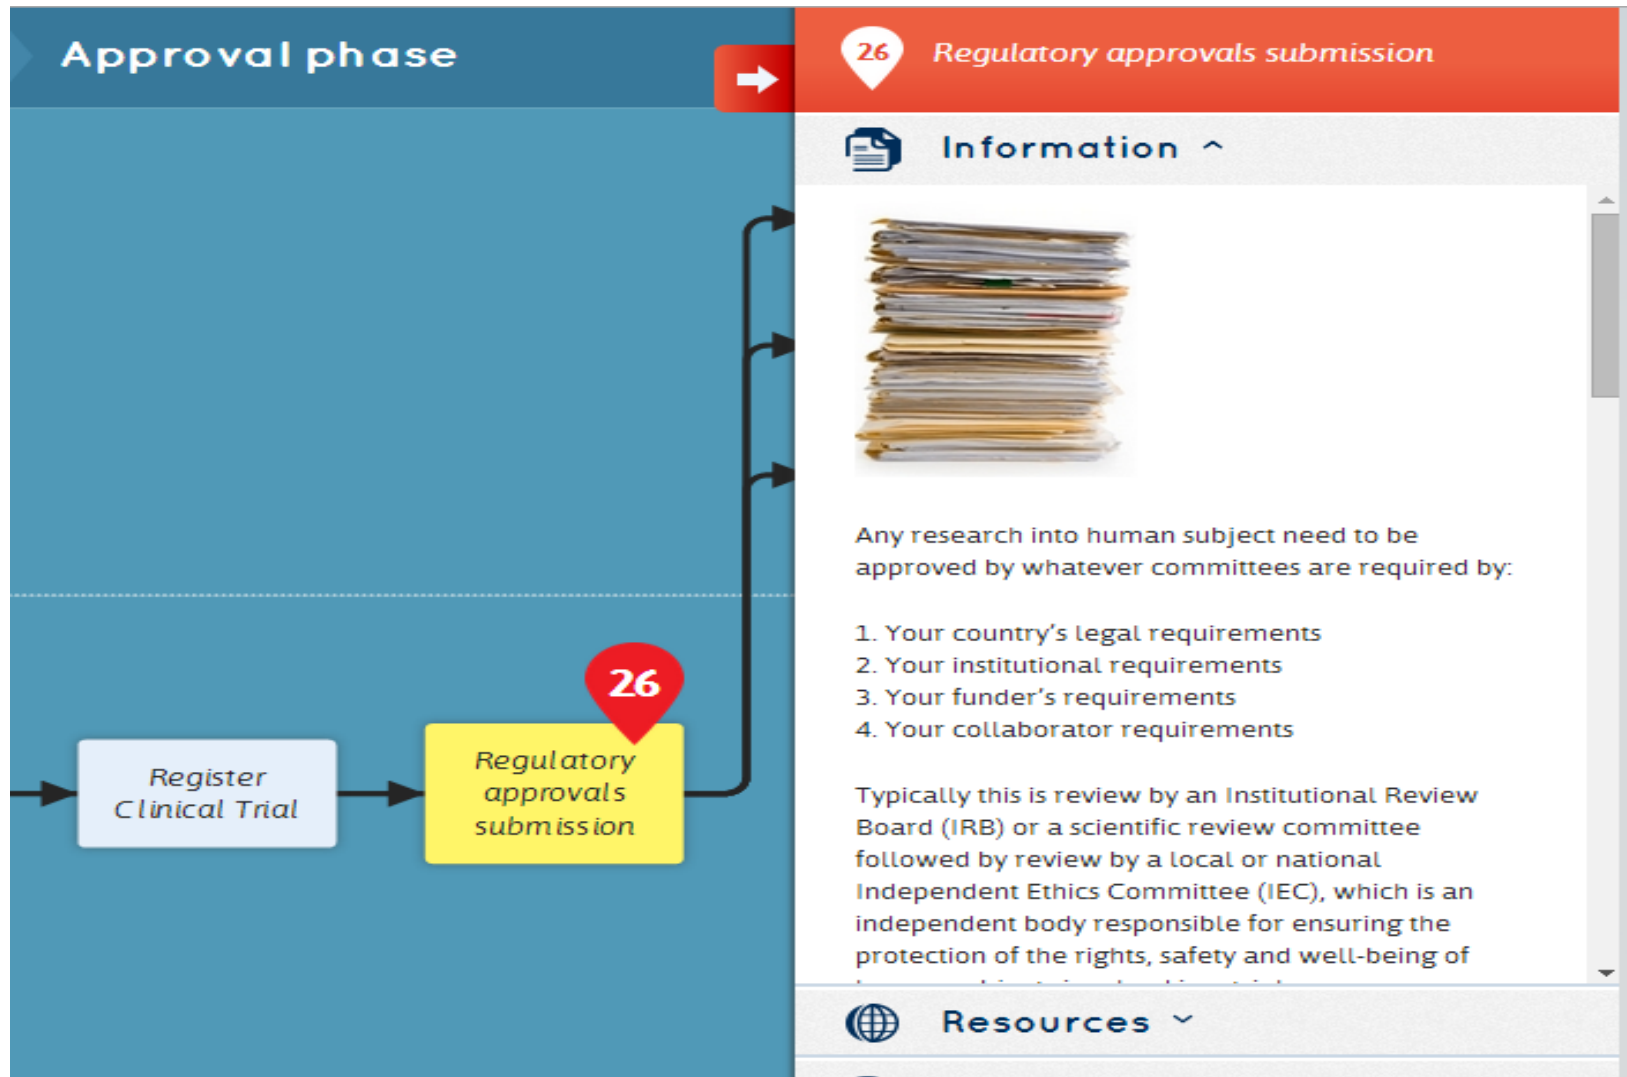 Approval phase
26 Regulatory approvals submission
Information
Any research into human subject need to be
approved by whatever committees are required by:
1. Your country's legal requirements
2. Your institutional requirements
3. Your funder's requirements
4. Your collaborator requirements
Typically this is review by an Institutional Review
Board (IRB) or a scientific review committee
followed by review by a local or national
Independent Ethics Committee (IEC), which is an
independent body responsible for ensuring the
protection of the rights, safety and well-being of
Resources
Register
Clinical Trial
26
Regulatory
approvals
submission